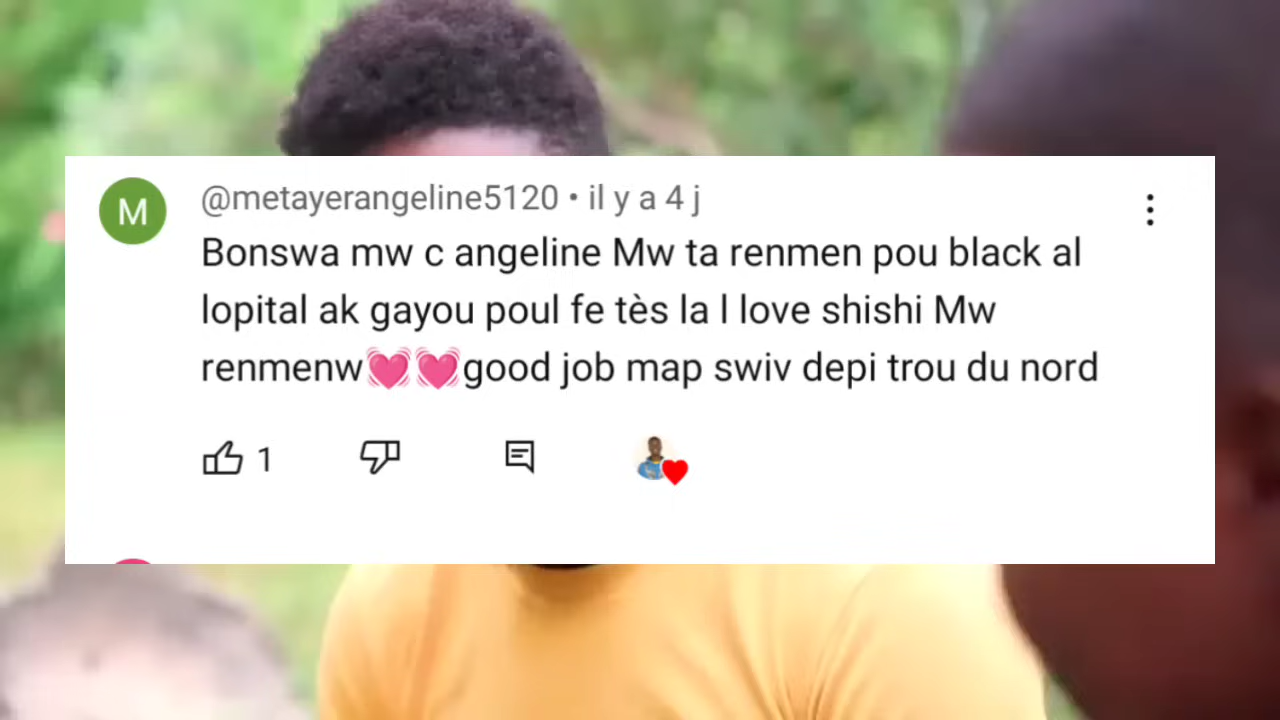 M
@metayerangeline5120 • il y a 4 j
Bonswa mw c angeline Mw ta renmen pou black al
lopital ak gayou poul fe tès la l love shishi Mw
renmenw💓💓good job map swiv depi trou du nord
1